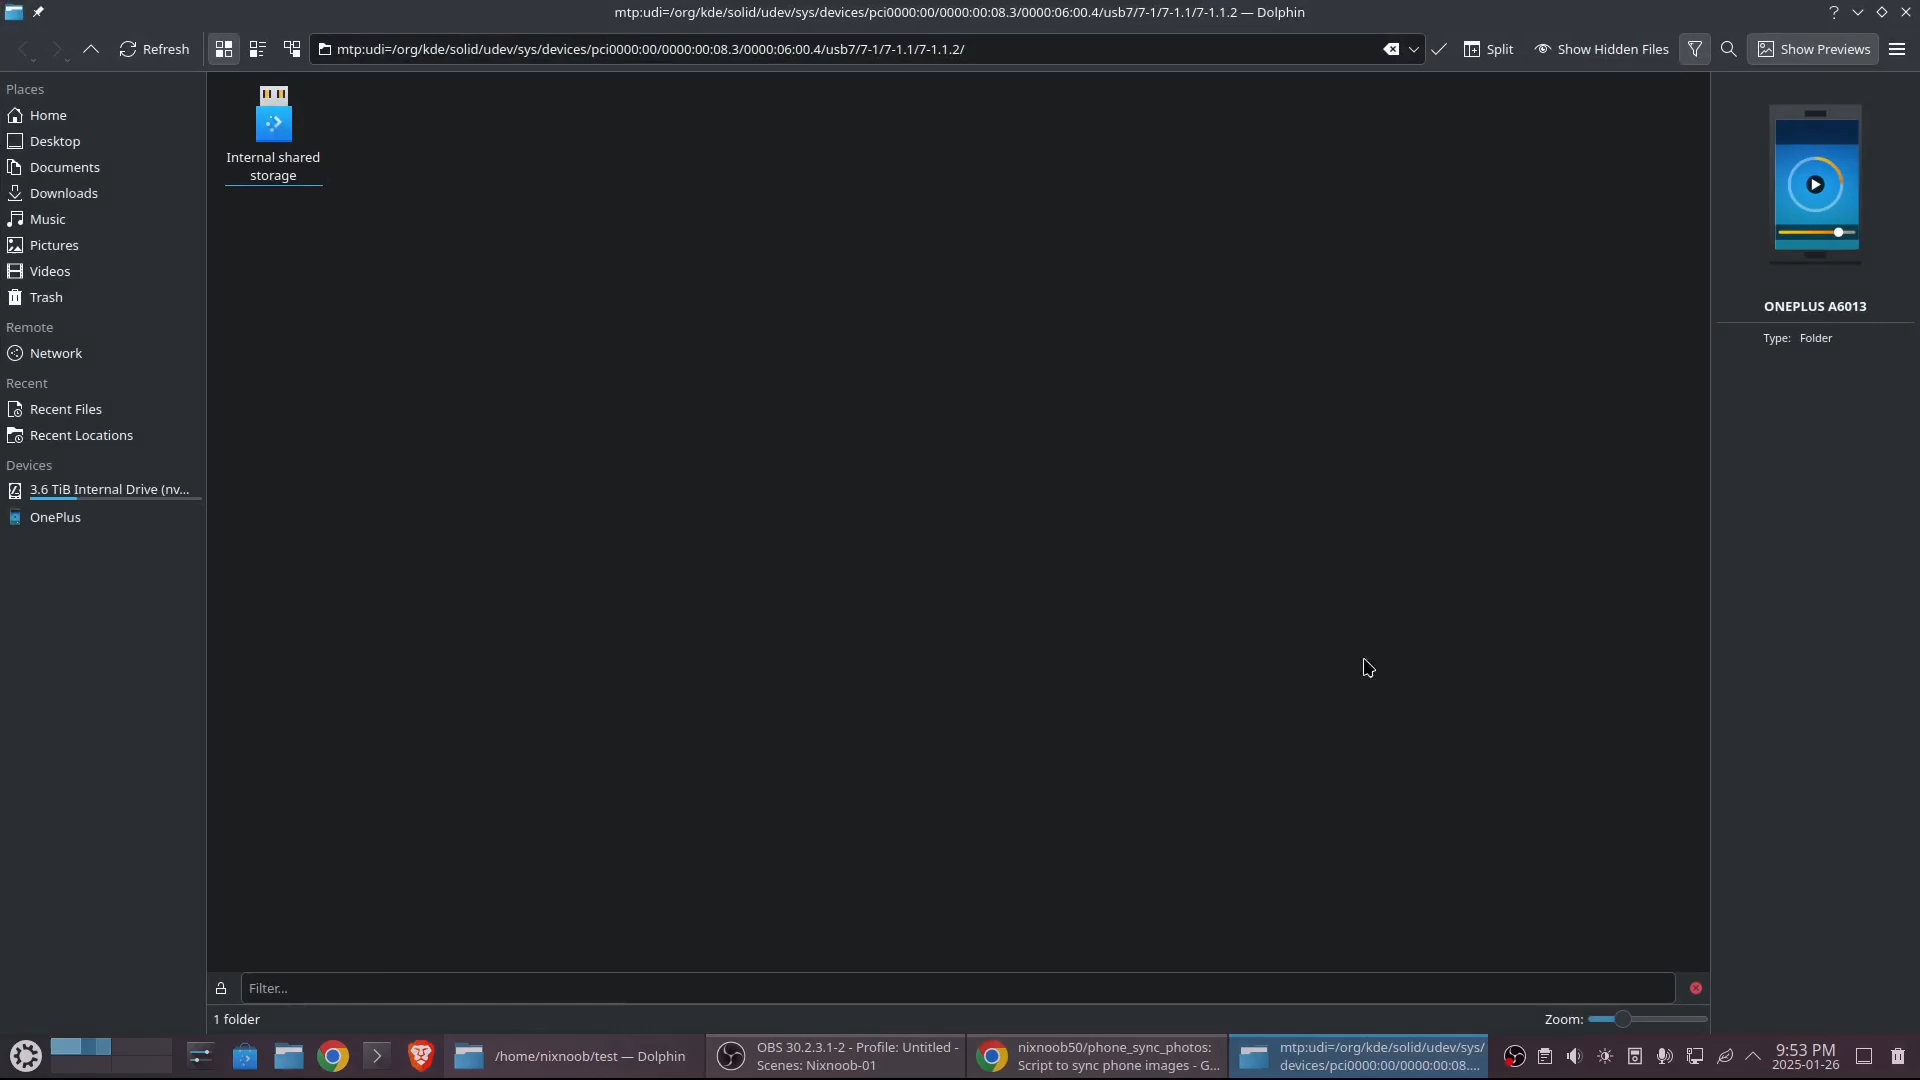 mtp:udi=/org/kde/solid/udev/sys/devices/pci0000:00/0000:00:08.3/0000:06:00.4/usb7/7-1/7-1.1/7-1.1.2 — Dolphin
Refresh
mtp:udi=/org/kde/solid/udev/sys/devices/pci0000:00/0000:00:08.3/0000:06:00.4/usb7/7-1/7-1.1/7-1.1.2/
Split
Show Hidden Files
Show Previews
Places
Home
Desktop
Documents
Downloads
Music
Pictures
Videos
Trash
Remote
Network
Recent
Recent Files
Recent Locations
Devices
3.6 TiB Internal Drive (nv...
OnePlus
Internal shared
storage
ONEPLUS A6013
Type: Folder
Filter...
1 folder
Zoom:
/home/nixnoob/test — Dolphin
OBS 30.2.3.1-2 - Profile: Untitled -
Scenes: Nixnoob-01
nixnoob50/phone_sync_photos:
Script to sync phone images - G...
mtp:udi=/org/kde/solid/udev/sys/
devices/pci0000:00/0000:00:08....
9:53 PM
2025-01-26